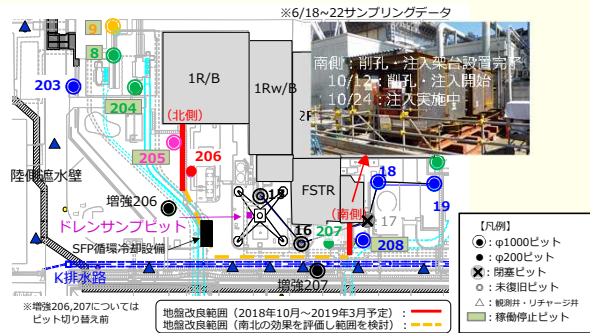 ※6/18~22サンプリングデータ
9
8
203
204
205
206
1R/B
1Rw/B
2R
(北側)
南側：削孔・注入架台設置完了
10/12：削孔・注入開始
10/24：注入実施中
陸側遮水壁
増強206
ドレンサンプピット
SFP循環冷却設備
K排水路
FSTR
(南側)
15
16
17
18
19
207
208
増強207
※増強206,207については
ピット切り替え前
地盤改良範囲（2018年10月～2019年3月予定）：
地盤改良範囲（南北の効果を評価し範囲を検討）：
【凡例】
：φ1000ピット
：φ200ピット
：閉塞ピット
：未復旧ピット
：観測井・リチャージ井
：稼働停止ピット